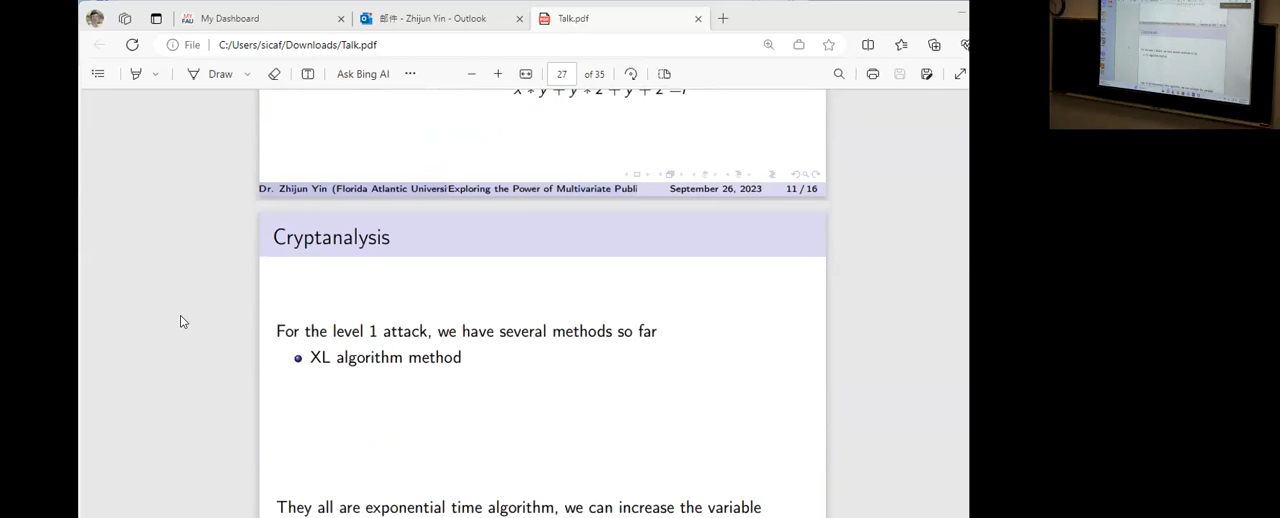 MY FAU My Dashboard
邮件 - Zhijun Yin - Outlook
PDF Talk.pdf
File C:/Users/sicaf/Downloads/Talk.pdf
Draw Ask Bing AI 27 of 35
Dr. Zhijun Yin (Florida Atlantic Universi Exploring the Power of Multivariate Publi September 26, 2023 11 / 16
Cryptanalysis
For the level 1 attack, we have several methods so far
XL algorithm method
They all are exponential time algorithm, we can increase the variable